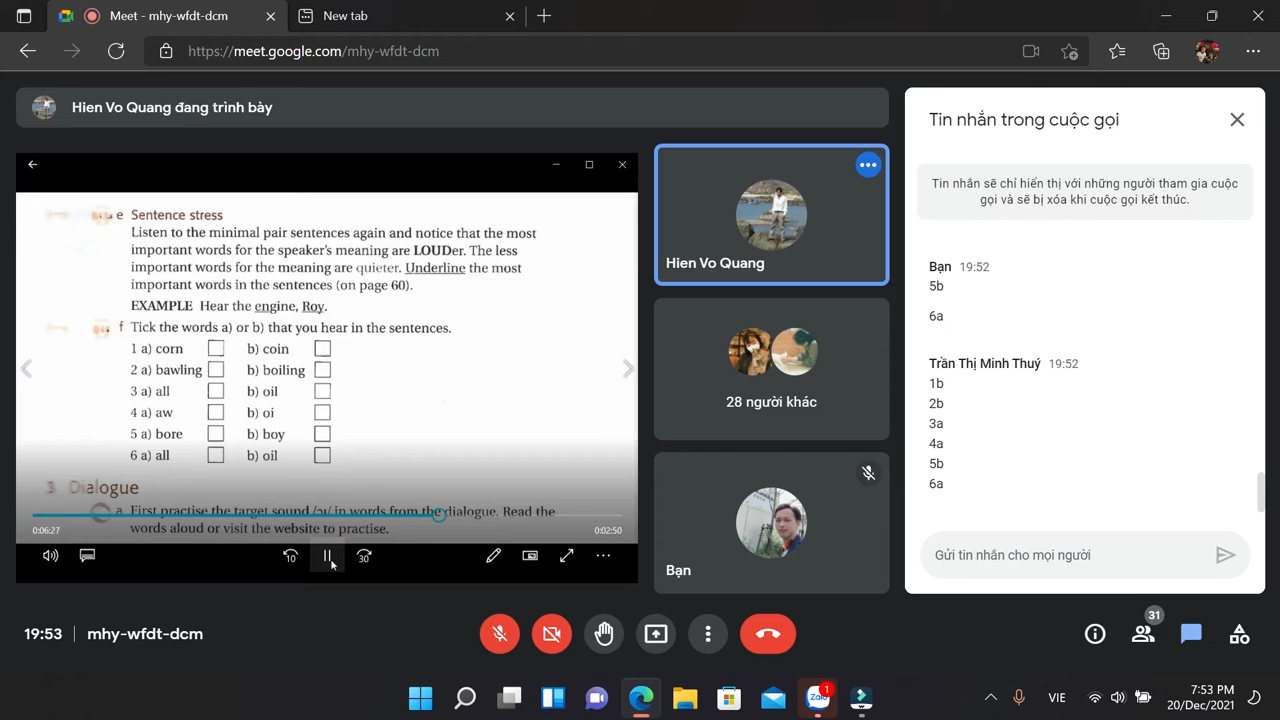 Meet - mhy-wfdt-dcm
New tab
https://meet.google.com/mhy-wfdt-dcm
Hien Vo Quang đang trình bày
e Sentence stress
Listen to the minimal pair sentences again and notice that the most
important words for the speaker's meaning are LOUDer. The less
important words for the meaning are quieter. Underline the most
important words in the sentences (on page 60).
EXAMPLE Hear the engine, Roy.
f Tick the words a) or b) that you hear in the sentences.
1 a) corn b) coin
2 a) bawling b) boiling
3 a) all b) oil
4 a) aw b) oi
5 a) bore b) boy
6 a) all b) oil
3 Dialogue
a First practise the target sound /ɔɪ/ in words from the dialogue. Read the
words aloud or visit the website to practise.
0:06:27
0:02:50
10
30
Hien Vo Quang
28 người khác
Bạn
Tin nhắn trong cuộc gọi
Tin nhắn sẽ chỉ hiển thị với những người tham gia cuộc
gọi và sẽ bị xóa khi cuộc gọi kết thúc.
Bạn 19:52
5b
6a
Trần Thị Minh Thuý 19:52
1b
2b
3a
4a
5b
6a
Gửi tin nhắn cho mọi người
19:53 | mhy-wfdt-dcm
31
Zalo
1
VIE
7:53 PM
20/Dec/2021